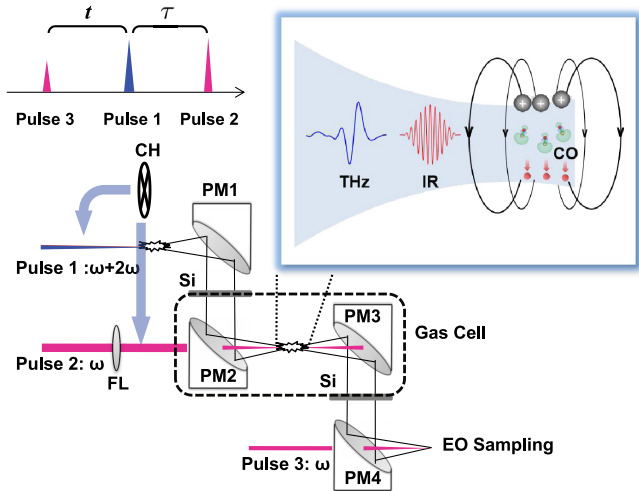 t
τ
Pulse 3
Pulse 1
Pulse 2
CH
PM1
Pulse 1 :ω+2ω
Si
THz
IR
+
+
+
CO
PM3
Gas Cell
Pulse 2: ω
FL
PM2
Si
Pulse 3: ω
PM4
EO Sampling